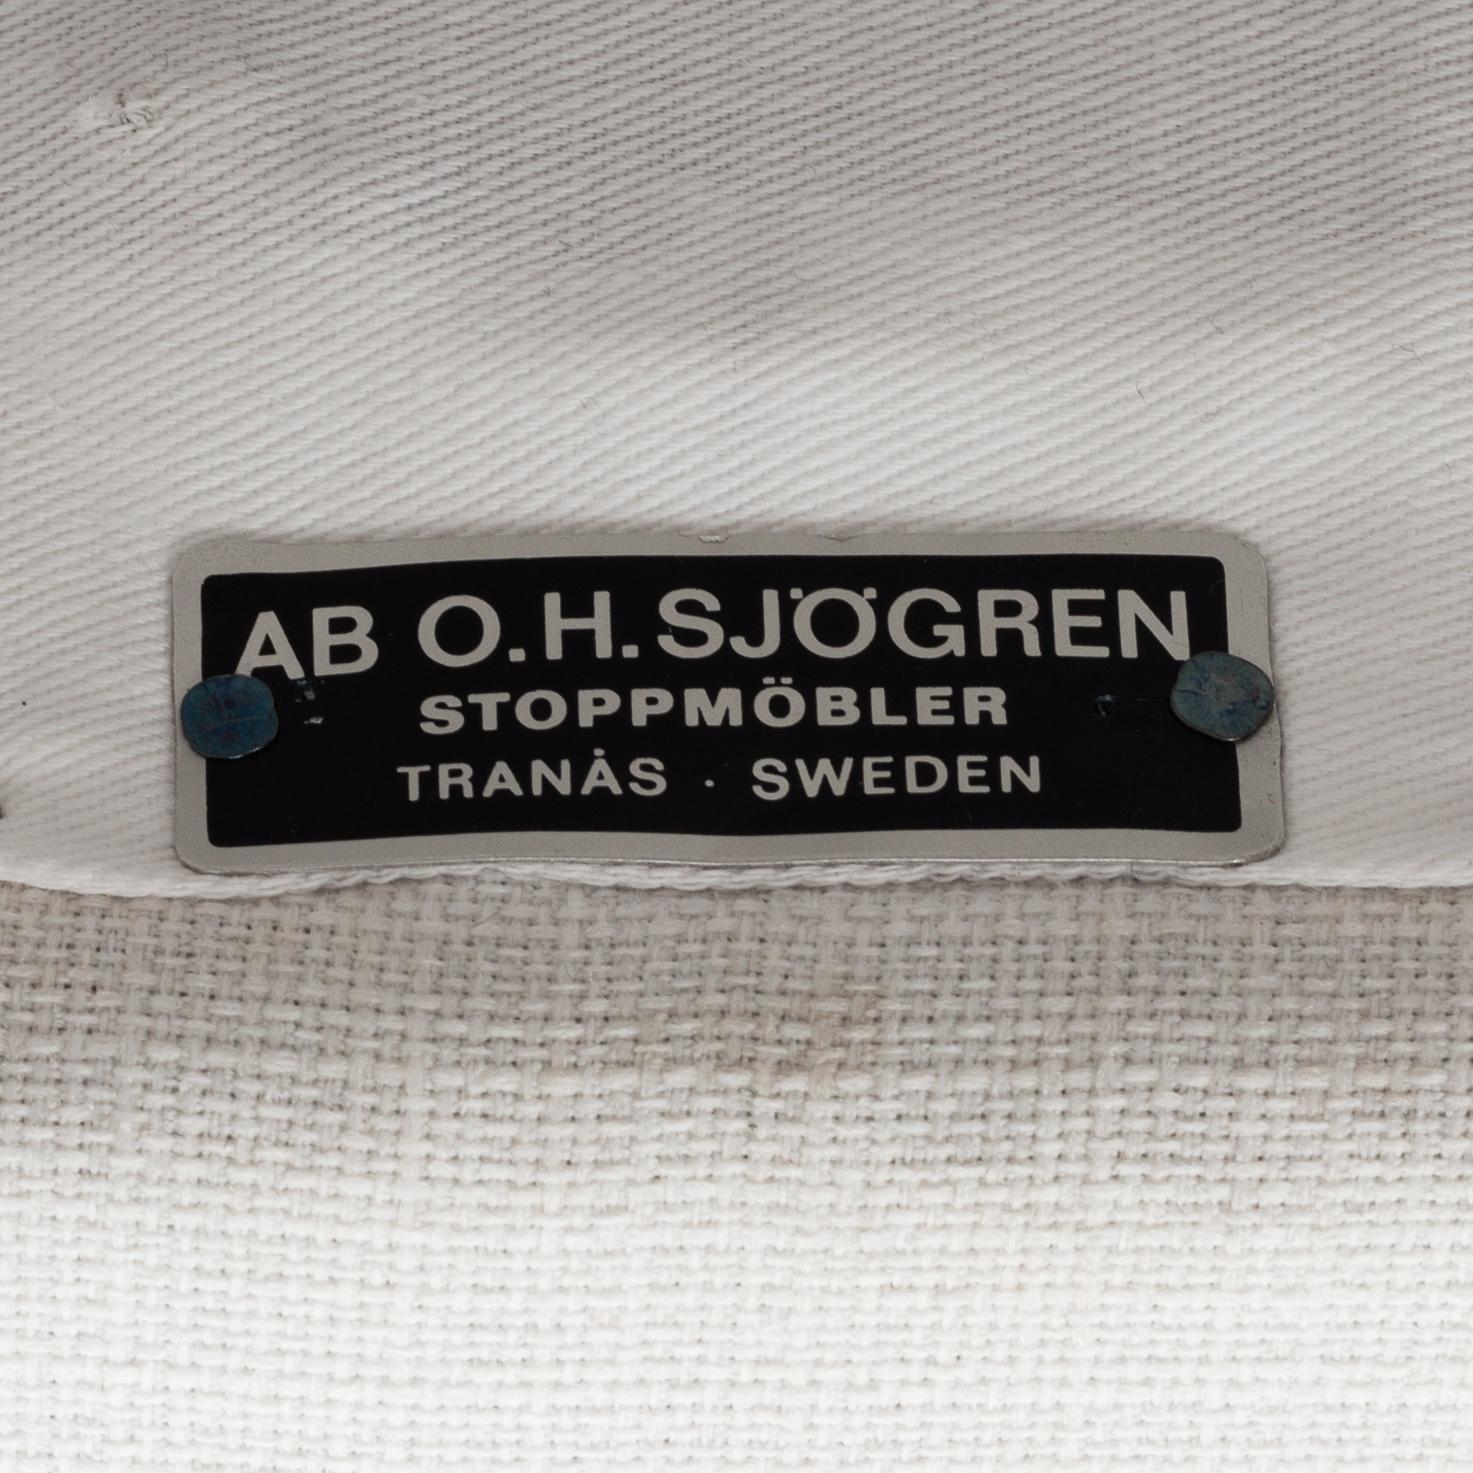 AB O.H. SJÖGREN
STOPPMÖBLER
TRANÅS · SWEDEN